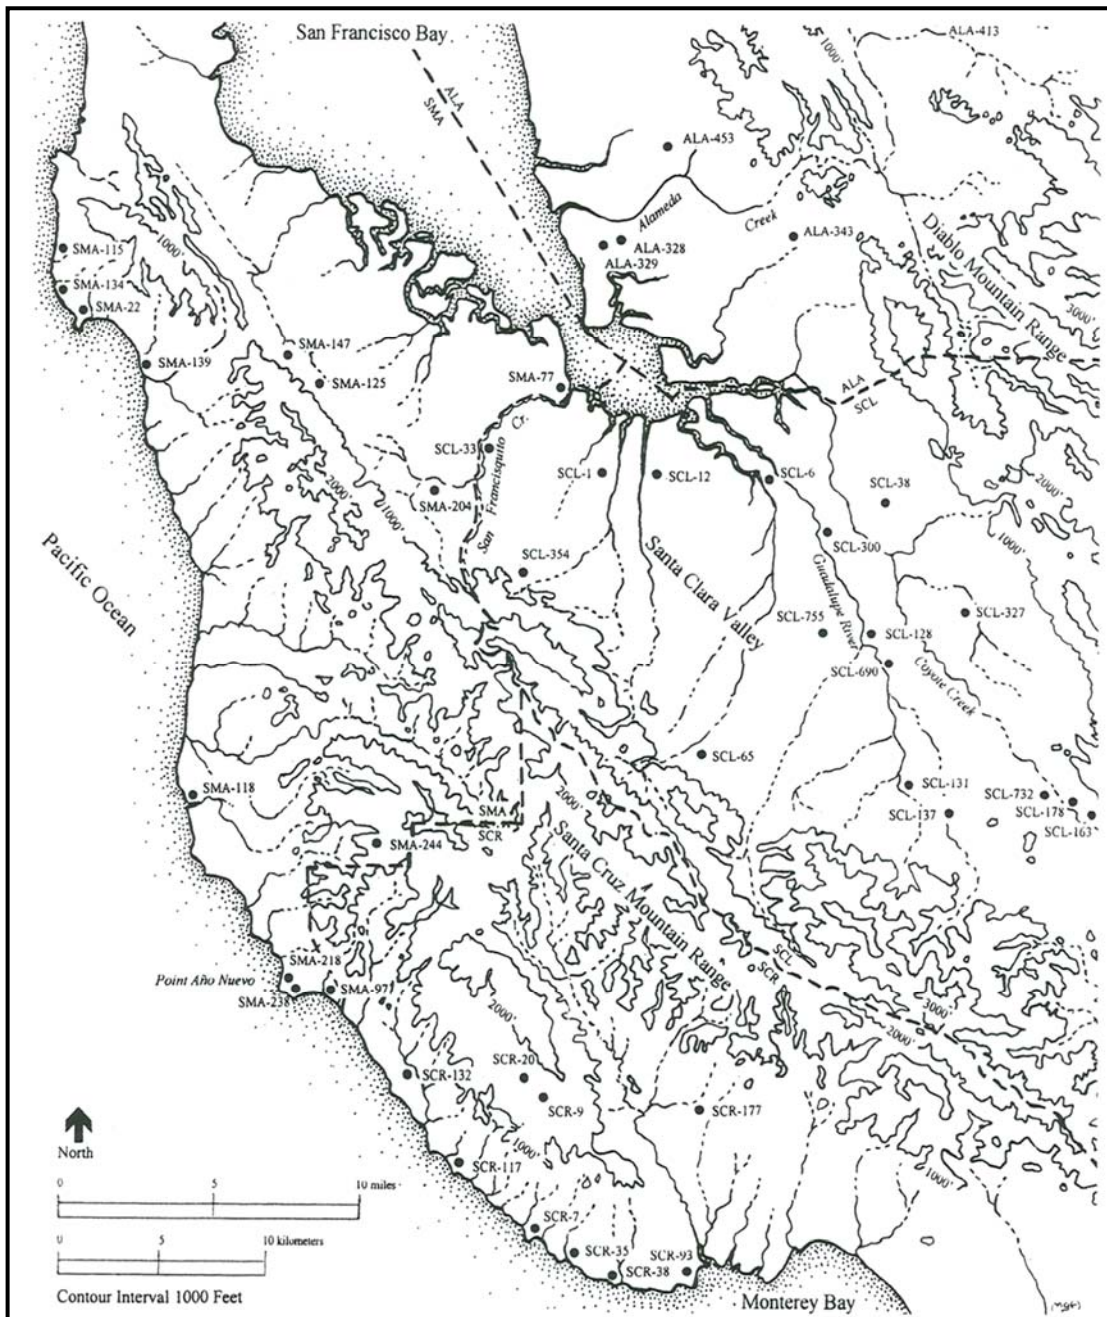 San Francisco Bay
ALA
SMA
1000'
ALA-413
ALA-453
Alameda
Creek
ALA-328
ALA-329
ALA-343
Diablo Mountain Range
3000'
SMA-115
1000'
SMA-134
SMA-22
SMA-139
SMA-147
SMA-125
SMA-77
ALA
SCL
SCL-33
San Francisquito
Cr.
SMA-204
SCL-1
SCL-12
SCL-6
SCL-38
2000'
2000'
1000'
1000'
Pacific Ocean
SCL-354
Santa Clara Valley
SCL-300
Guadalupe River
SCL-755
SCL-128
SCL-327
SCL-690
Coyote Creek
SMA-118
SCL-65
SCL-131
SCL-732
SCL-137
SCL-178
SCL-163
SMA
SCR
2000'
SMA-244
Santa Cruz Mountain Range
SCL
SCR
SMA-218
Point Año Nuevo
SMA-238
SMA-97
2000'
3000'
2000'
SCR-132
SCR-20
SCR-9
SCR-177
1000'
1000'
SCR-117
North
0 5 10 miles
SCR-7
0 5 10 kilometers
SCR-35
SCR-93
SCR-38
Contour Interval 1000 Feet
Monterey Bay